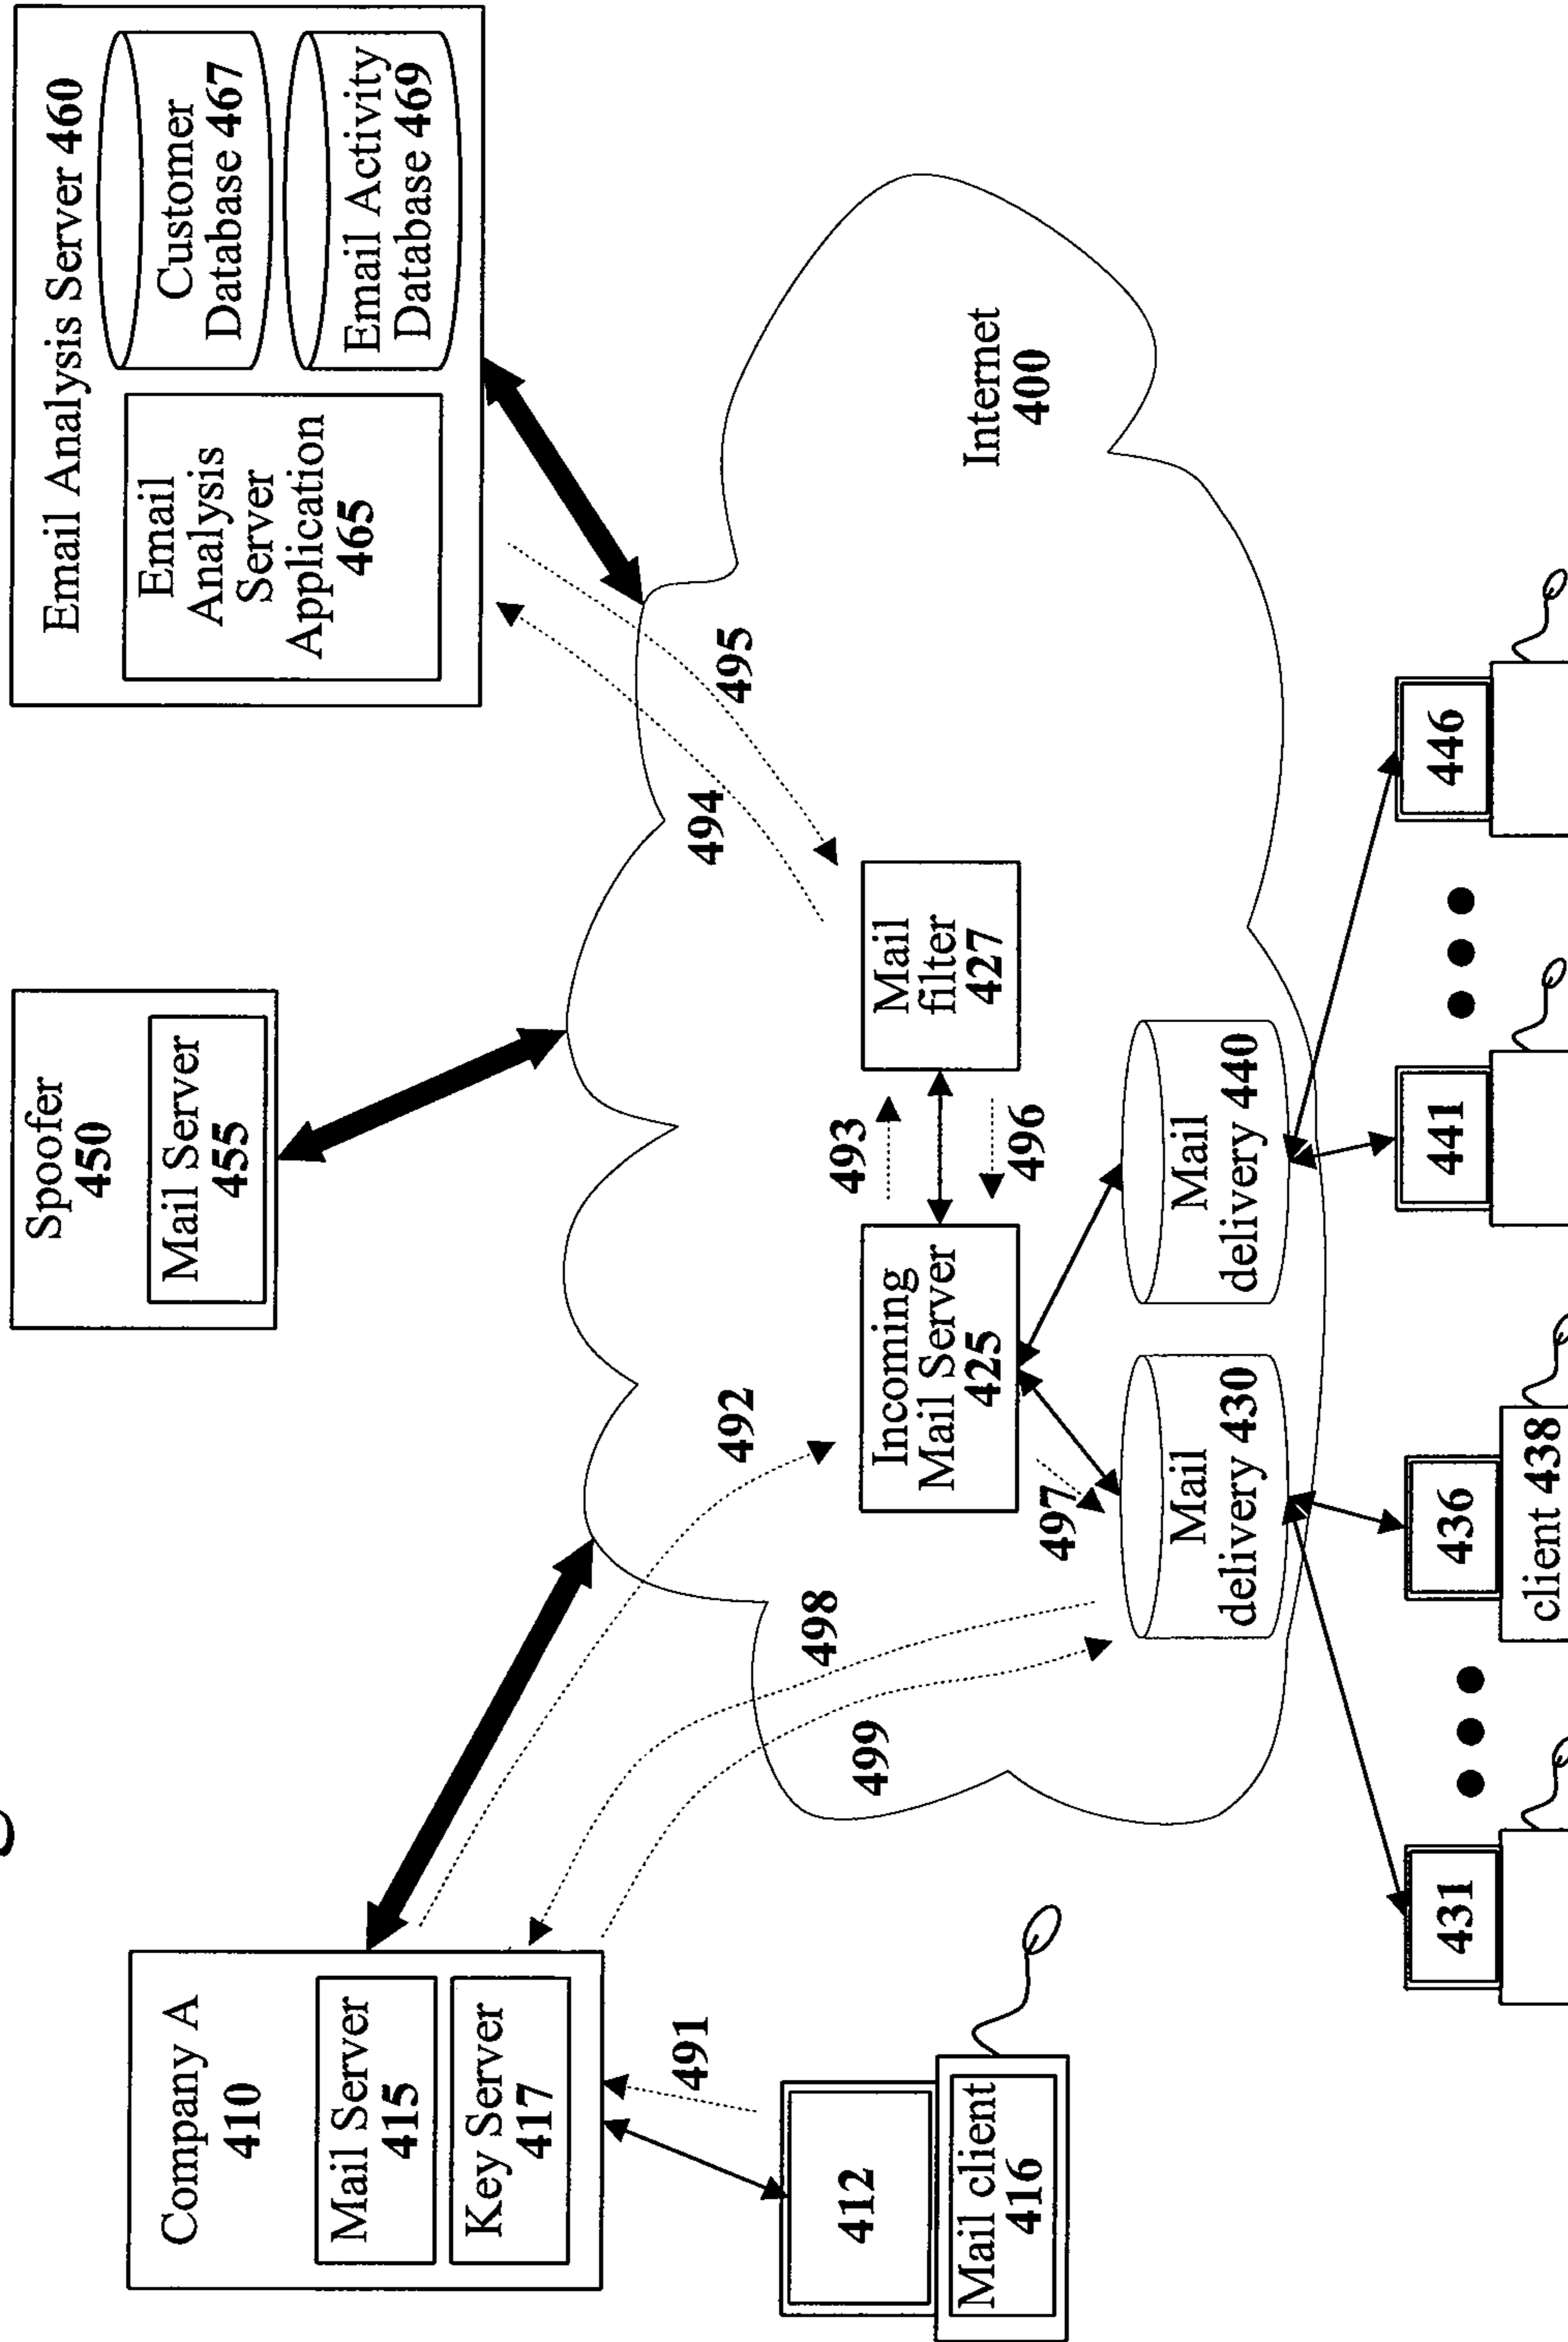 Company A
410
Mail Server
415
Key Server
417
491
412
Mail client
416
Spoofer
450
Mail Server
455
Email Analysis Server 460
Email
Analysis
Server
Application
465
Customer
Database 467
Email Activity
Database 469
492
498
499
494
495
Internet
400
Incoming
Mail Server
425
493
496
Mail
filter
427
497
Mail
delivery 430
Mail
delivery 440
431
436
client 438
441
446